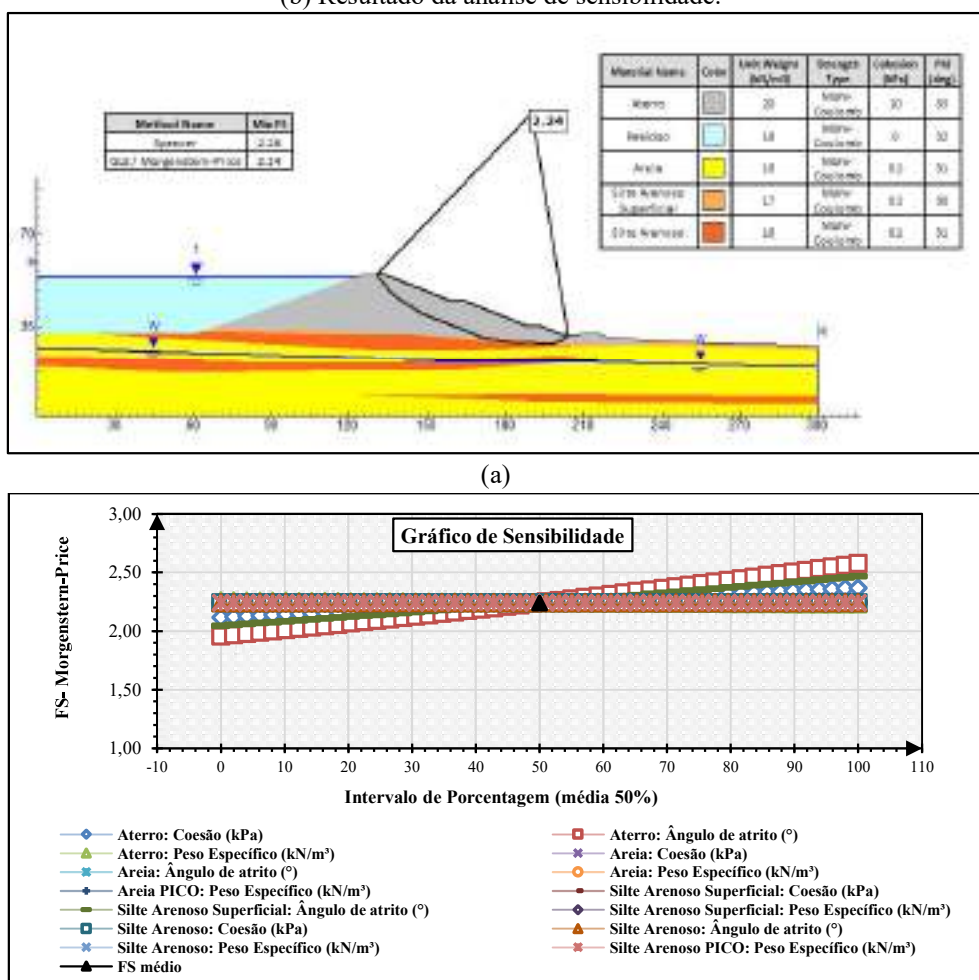 (b) Resultado da análise de sensibilidade.
Method Name Min FS
Spencer
GLE / Morgenstern-Price 2.24
Material Name Color Unit Weight (kN/m3) Strength Type Cohesion (kPa) Phi (deg)
Aterro 20 Mohr-Coulomb 10
Mohr-Coulomb 0
Areia Mohr-Coulomb
Silte Arenoso Superficial 17 Mohr-Coulomb
Silte Arenoso Mohr-Coulomb
2.24
70
35
W
W
30 60 90 120 150 180 210 240 270 300
(a)
Gráfico de Sensibilidade
FS- Morgenstern-Price
3,00
2,50
2,00
1,50
1,00
-10 0 10 20 30 40 50 60 70 80 90 100 110
Intervalo de Porcentagem (média 50%)
Aterro: Coesão (kPa)
Aterro: Ângulo de atrito (°)
Aterro: Peso Específico (kN/m³)
Areia: Coesão (kPa)
Areia: Ângulo de atrito (°)
Areia: Peso Específico (kN/m³)
Areia PICO: Peso Específico (kN/m³)
Silte Arenoso Superficial: Coesão (kPa)
Silte Arenoso Superficial: Ângulo de atrito (°)
Silte Arenoso Superficial: Peso Específico (kN/m³)
Silte Arenoso: Coesão (kPa)
Silte Arenoso: Ângulo de atrito (°)
Silte Arenoso: Peso Específico (kN/m³)
Silte Arenoso PICO: Peso Específico (kN/m³)
FS médio